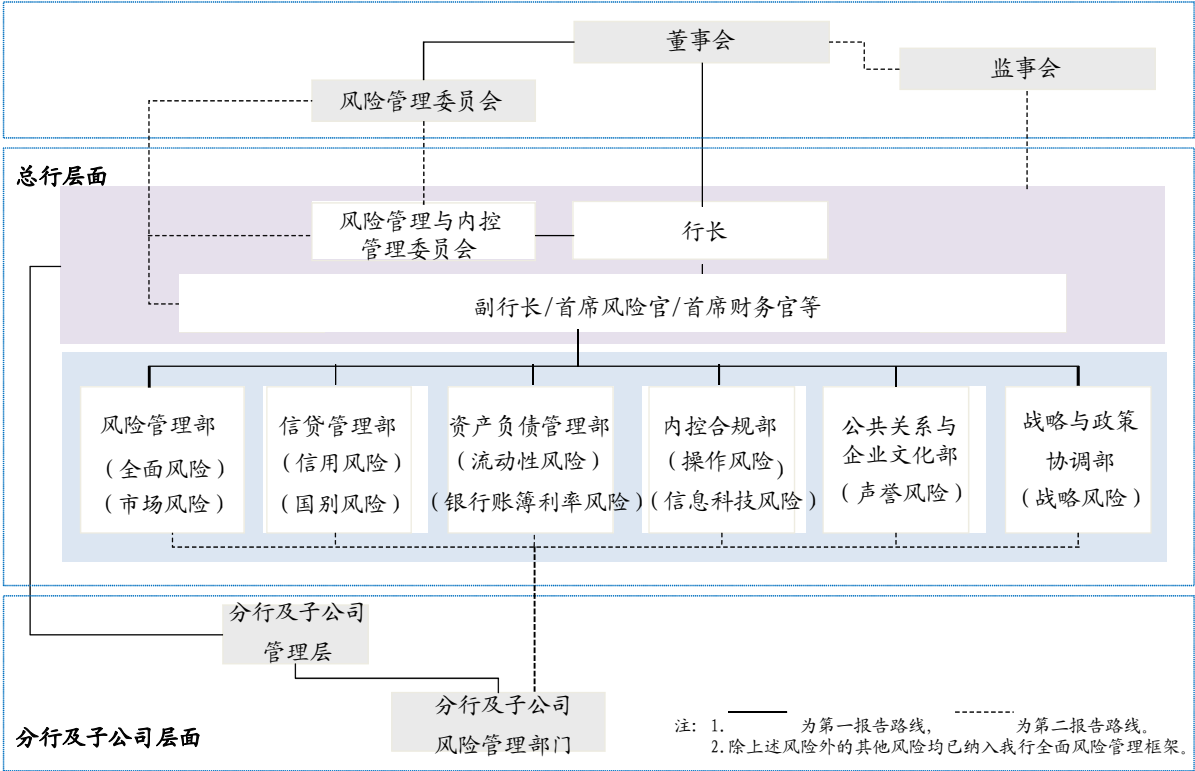 董事会
监事会
风险管理委员会
总行层面
风险管理与内控
管理委员会
行长
副行长/首席风险官/首席财务官等
风险管理部
（全面风险）
（市场风险）
信贷管理部
（信用风险）
（国别风险）
资产负债管理部
（流动性风险）
（银行账簿利率风险）
内控合规部
（操作风险）
（信息科技风险）
公共关系与
企业文化部
（声誉风险）
战略与政策
协调部
（战略风险）
分行及子公司
管理层
分行及子公司
风险管理部门
分行及子公司层面
注： 1. 为第一报告路线， 为第二报告路线。
2.除上述风险外的其他风险均已纳入我行全面风险管理框架。